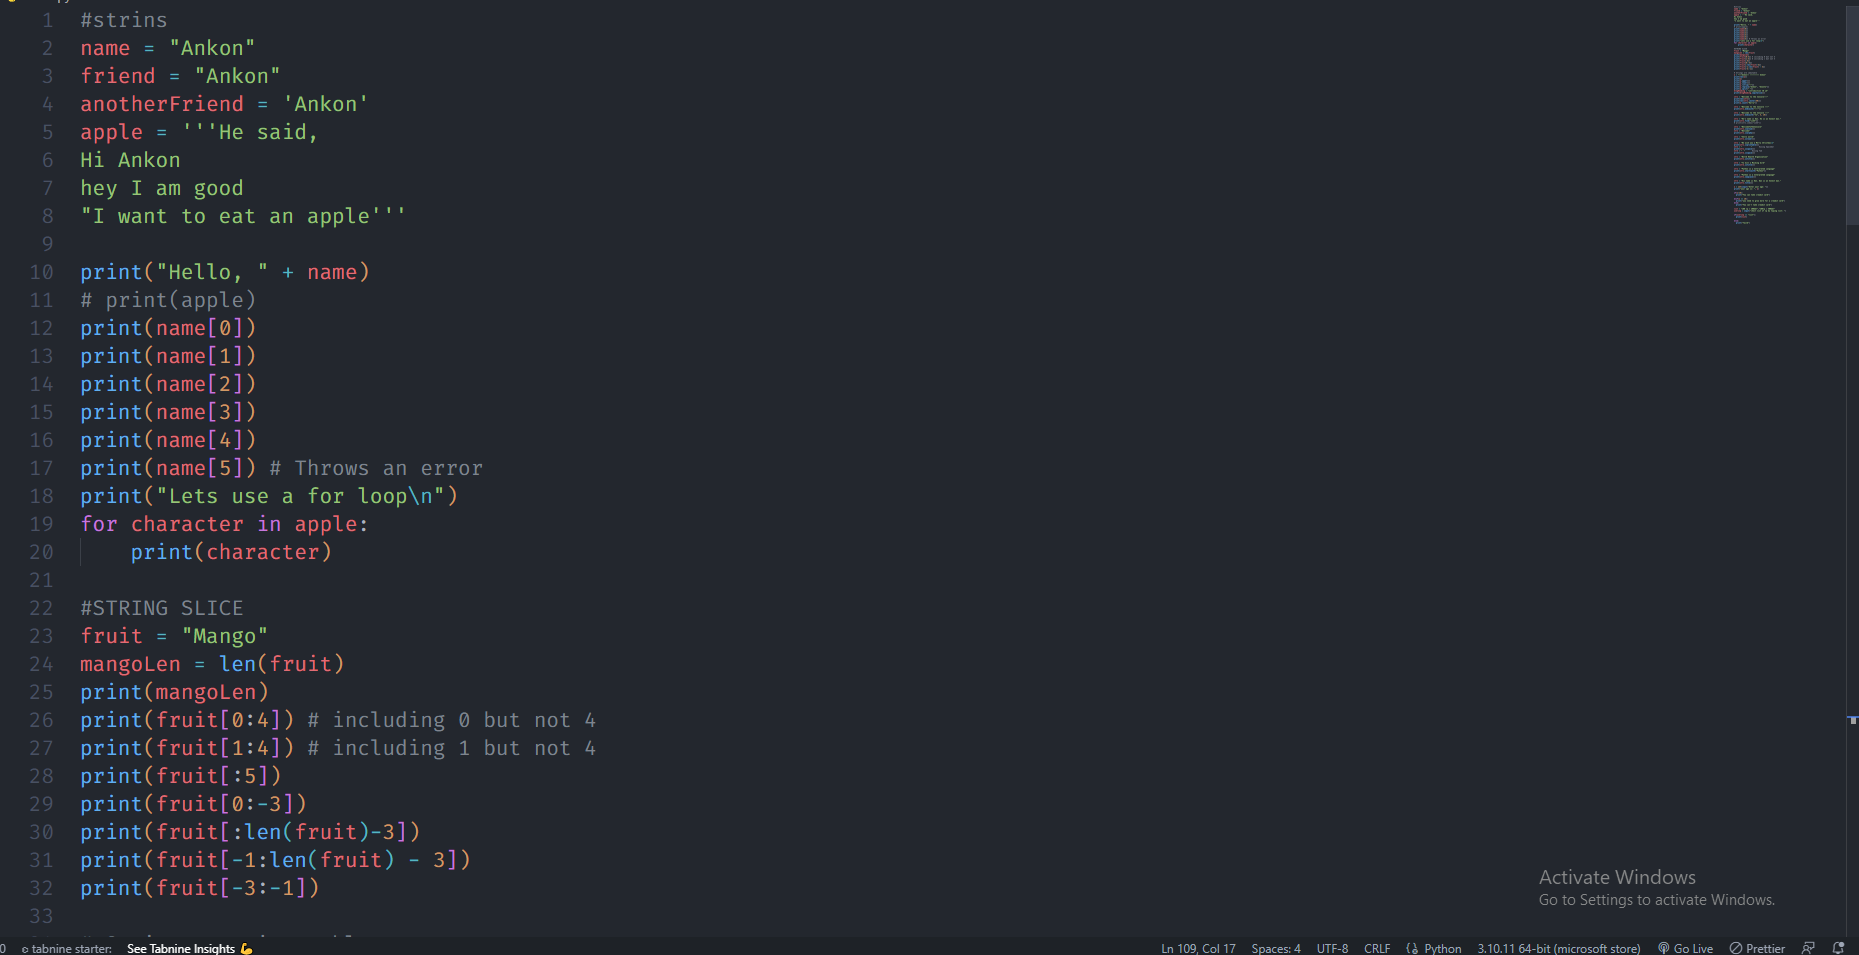 1 #strins
2 name = "Ankon"
3 friend = "Ankon"
4 anotherFriend = 'Ankon'
5 apple = '''He said,
6 Hi Ankon
7 hey I am good
8 "I want to eat an apple'''
9
10 print("Hello, " + name)
11 # print(apple)
12 print(name[0])
13 print(name[1])
14 print(name[2])
15 print(name[3])
16 print(name[4])
17 print(name[5]) # Throws an error
18 print("Lets use a for loop\n")
19 for character in apple:
20     print(character)
21
22 #STRING SLICE
23 fruit = "Mango"
24 mangoLen = len(fruit)
25 print(mangoLen)
26 print(fruit[0:4]) # including 0 but not 4
27 print(fruit[1:4]) # including 1 but not 4
28 print(fruit[:5])
29 print(fruit[0:-3])
30 print(fruit[:len(fruit)-3])
31 print(fruit[-1:len(fruit) - 3])
32 print(fruit[-3:-1])
33
Activate Windows
Go to Settings to activate Windows.
0 tabnine starter: See Tabnine Insights Ln 109, Col 17 Spaces: 4 UTF-8 CRLF Python 3.10.11 64-bit (microsoft store) Go Live Prettier